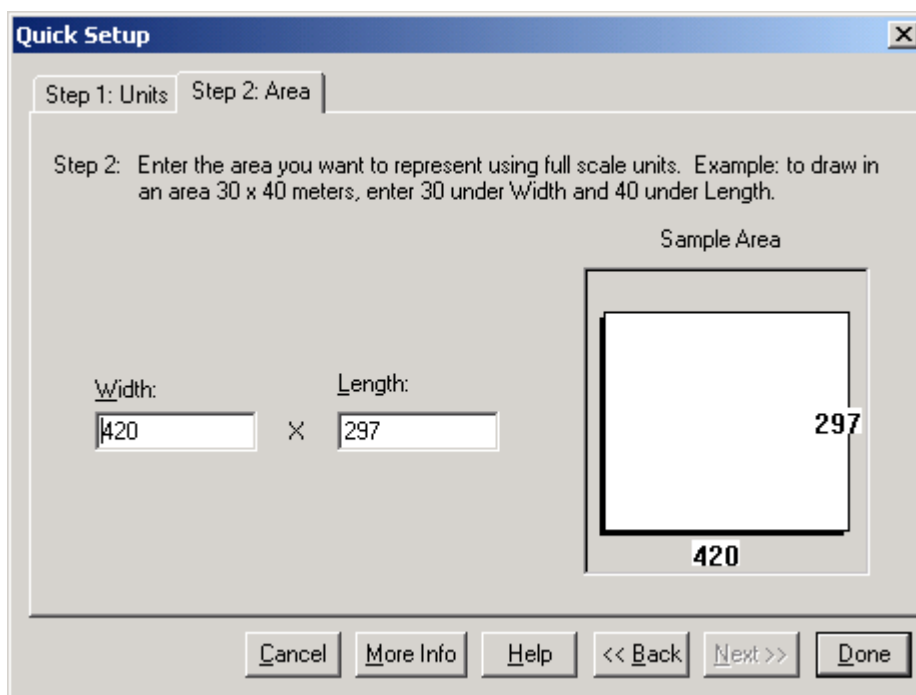 Quick Setup
Step 1: Units Step 2: Area
Step 2: Enter the area you want to represent using full scale units. Example: to draw in
an area 30 x 40 meters, enter 30 under Width and 40 under Length.
Sample Area
Width: Length:
420 X 297
297
420
Cancel More Info Help << Back Next >> Done